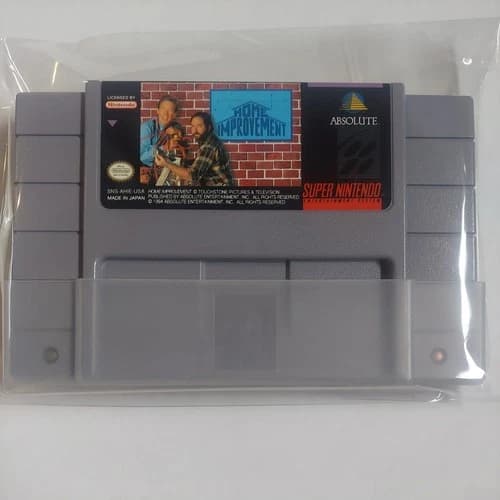 LICENSED BY
Nintendo
HOME
IMPROVEMENT
ABSOLUTE
SNS-AHIE-USA
MADE IN JAPAN
HOME IMPROVEMENT © TOUCHSTONE PICTURES & TELEVISION
PUBLISHED BY ABSOLUTE ENTERTAINMENT, INC. ALL RIGHTS RESERVED
© 1994 ABSOLUTE ENTERTAINMENT, INC. ALL RIGHTS RESERVED
SUPER NINTENDO
ENTERTAINMENT SYSTEM